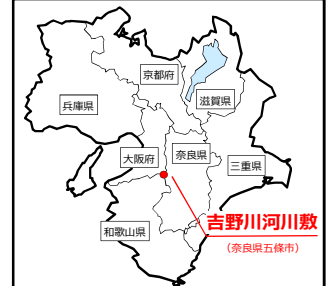 京都府
滋賀県
兵庫県
大阪府
奈良県
三重県
吉野川河川敷
和歌山県
（奈良県五條市）